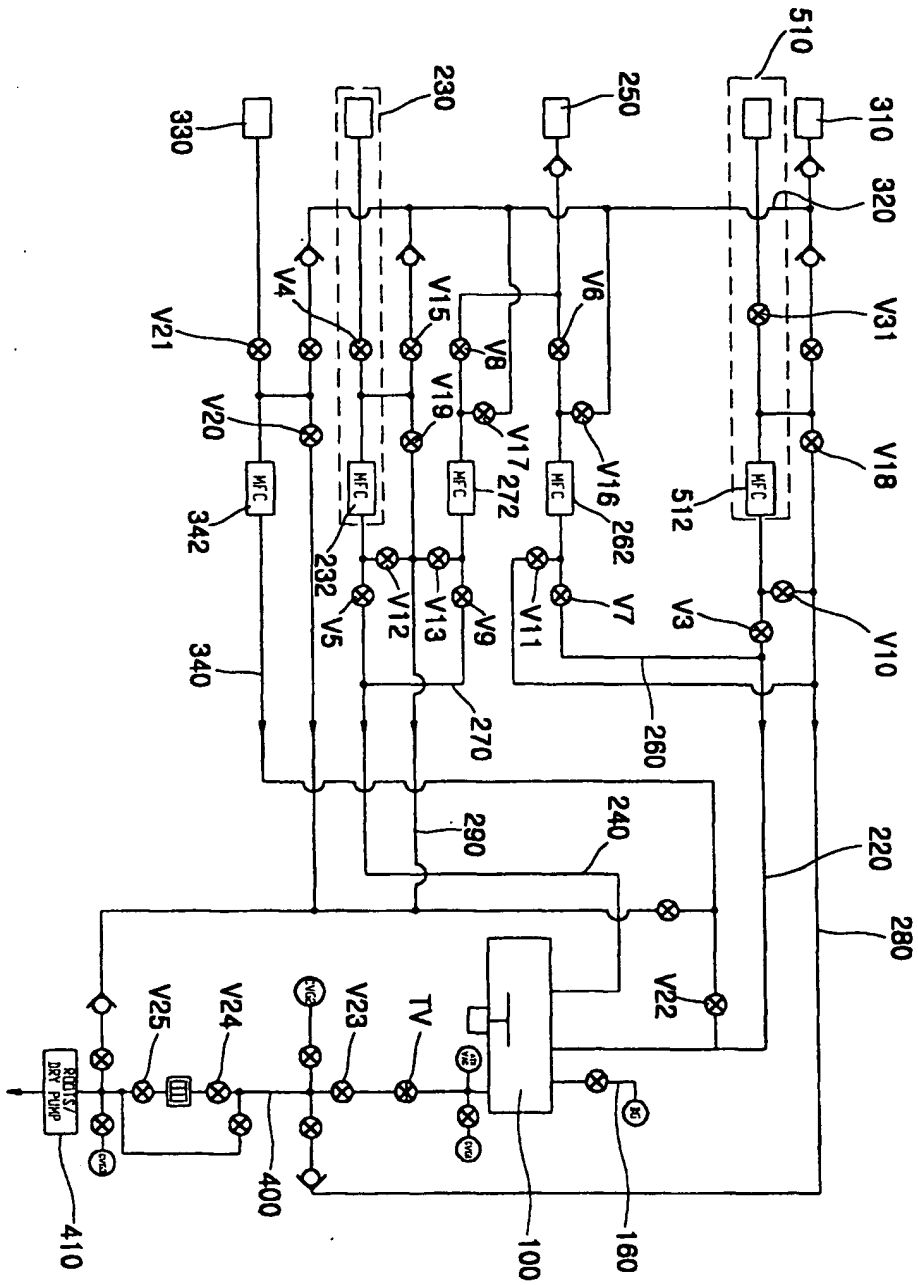 510
310
320
V31
V18
512
V10
V3
280
220
250
V6
V16
262
V7
V11
260
V8
V17
272
V9
V13
270
230
V4
V15
V19
232
V12
V5
240
290
330
V21
V20
342
340
MFC
MFC
MFC
MFC
MFC
V22
TV
V23
V24
V25
CVG2
BG
160
100
400
ROOTS/
DRY PUMP
410